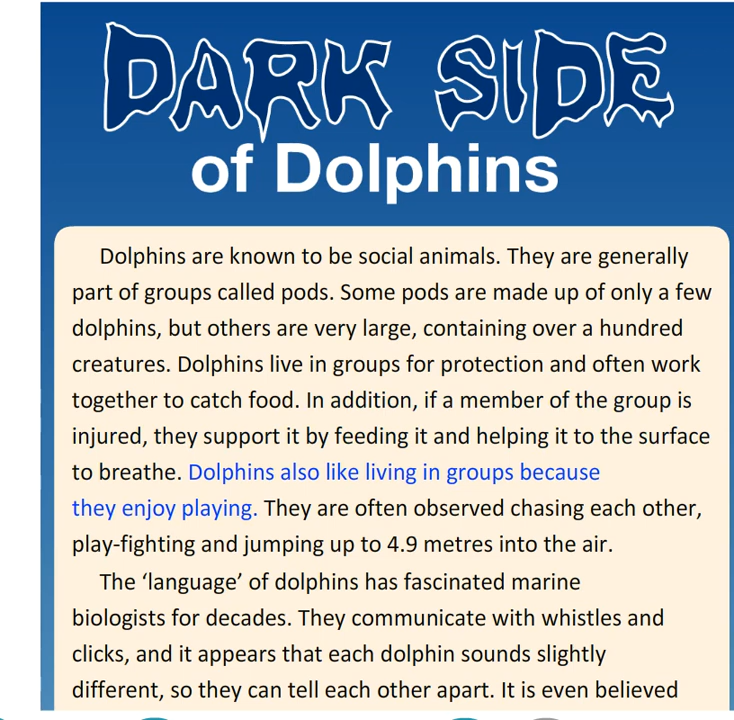 DARK SIDE
of Dolphins
Dolphins are known to be social animals. They are generally
part of groups called pods. Some pods are made up of only a few
dolphins, but others are very large, containing over a hundred
creatures. Dolphins live in groups for protection and often work
together to catch food. In addition, if a member of the group is
injured, they support it by feeding it and helping it to the surface
to breathe. Dolphins also like living in groups because
they enjoy playing. They are often observed chasing each other,
play-fighting and jumping up to 4.9 metres into the air.
The ‘language’ of dolphins has fascinated marine
biologists for decades. They communicate with whistles and
clicks, and it appears that each dolphin sounds slightly
different, so they can tell each other apart. It is even believed